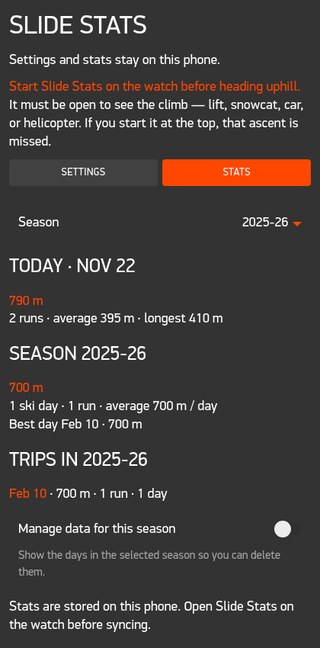 SLIDE STATS
Settings and stats stay on this phone.
Start Slide Stats on the watch before heading uphill.
It must be open to see the climb — lift, snowcat, car,
or helicopter. If you start it at the top, that ascent is
missed.
SETTINGS
STATS
Season
2025-26
TODAY · NOV 22
790 m
2 runs · average 395 m · longest 410 m
SEASON 2025-26
700 m
1 ski day · 1 run · average 700 m / day
Best day Feb 10 · 700 m
TRIPS IN 2025-26
Feb 10 · 700 m · 1 run · 1 day
Manage data for this season
Show the days in the selected season so you can delete
them.
Stats are stored on this phone. Open Slide Stats on
the watch before syncing.